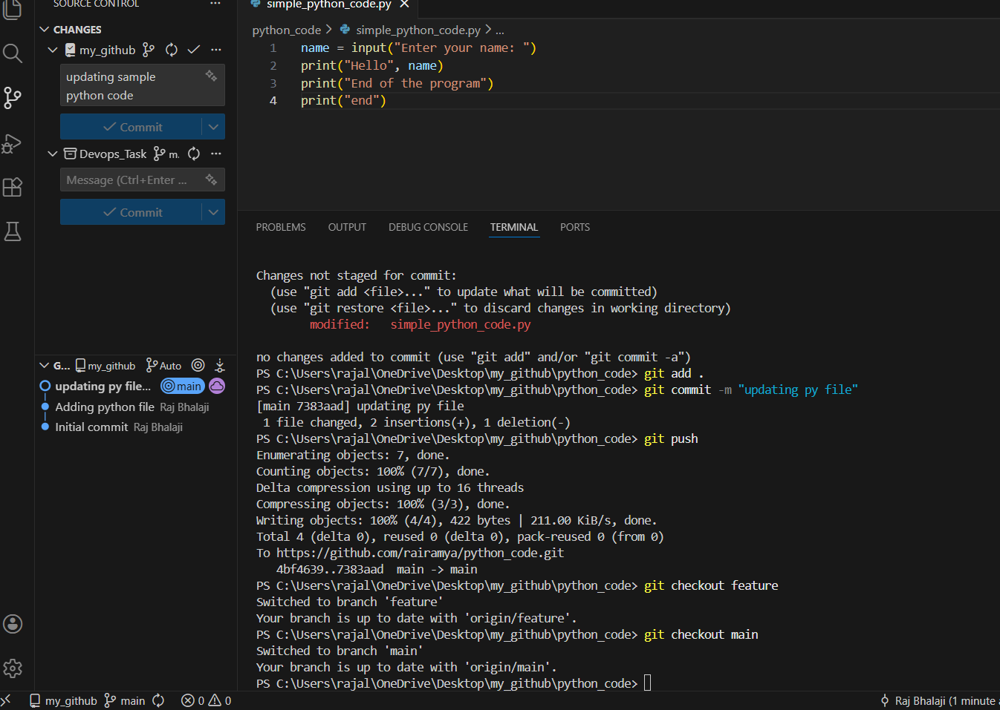 SOURCE CONTROL
CHANGES
my_github
updating sample
python code
Commit
Devops_Task m.
Message (Ctrl+Enter ...
Commit
G... my_github Auto
updating py file... main
Adding python file Raj Bhalaji
Initial commit Raj Bhalaji
simple_python_code.py
python_code > simple_python_code.py > ...
1 name = input("Enter your name: ")
2 print("Hello", name)
3 print("End of the program")
4 print("end")
PROBLEMS OUTPUT DEBUG CONSOLE TERMINAL PORTS
Changes not staged for commit:
(use "git add <file>..." to update what will be committed)
(use "git restore <file>..." to discard changes in working directory)
modified: simple_python_code.py
no changes added to commit (use "git add" and/or "git commit -a")
PS C:\Users\rajal\OneDrive\Desktop\my_github\python_code> git add .
PS C:\Users\rajal\OneDrive\Desktop\my_github\python_code> git commit -m "updating py file"
[main 7383aad] updating py file
1 file changed, 2 insertions(+), 1 deletion(-)
PS C:\Users\rajal\OneDrive\Desktop\my_github\python_code> git push
Enumerating objects: 7, done.
Counting objects: 100% (7/7), done.
Delta compression using up to 16 threads
Compressing objects: 100% (3/3), done.
Writing objects: 100% (4/4), 422 bytes | 211.00 KiB/s, done.
Total 4 (delta 0), reused 0 (delta 0), pack-reused 0 (from 0)
To https://github.com/rairamya/python_code.git
4bf4639..7383aad main -> main
PS C:\Users\rajal\OneDrive\Desktop\my_github\python_code> git checkout feature
Switched to branch 'feature'
Your branch is up to date with 'origin/feature'.
PS C:\Users\rajal\OneDrive\Desktop\my_github\python_code> git checkout main
Switched to branch 'main'
Your branch is up to date with 'origin/main'.
PS C:\Users\rajal\OneDrive\Desktop\my_github\python_code>
my_github main 0 0 Raj Bhalaji (1 minute